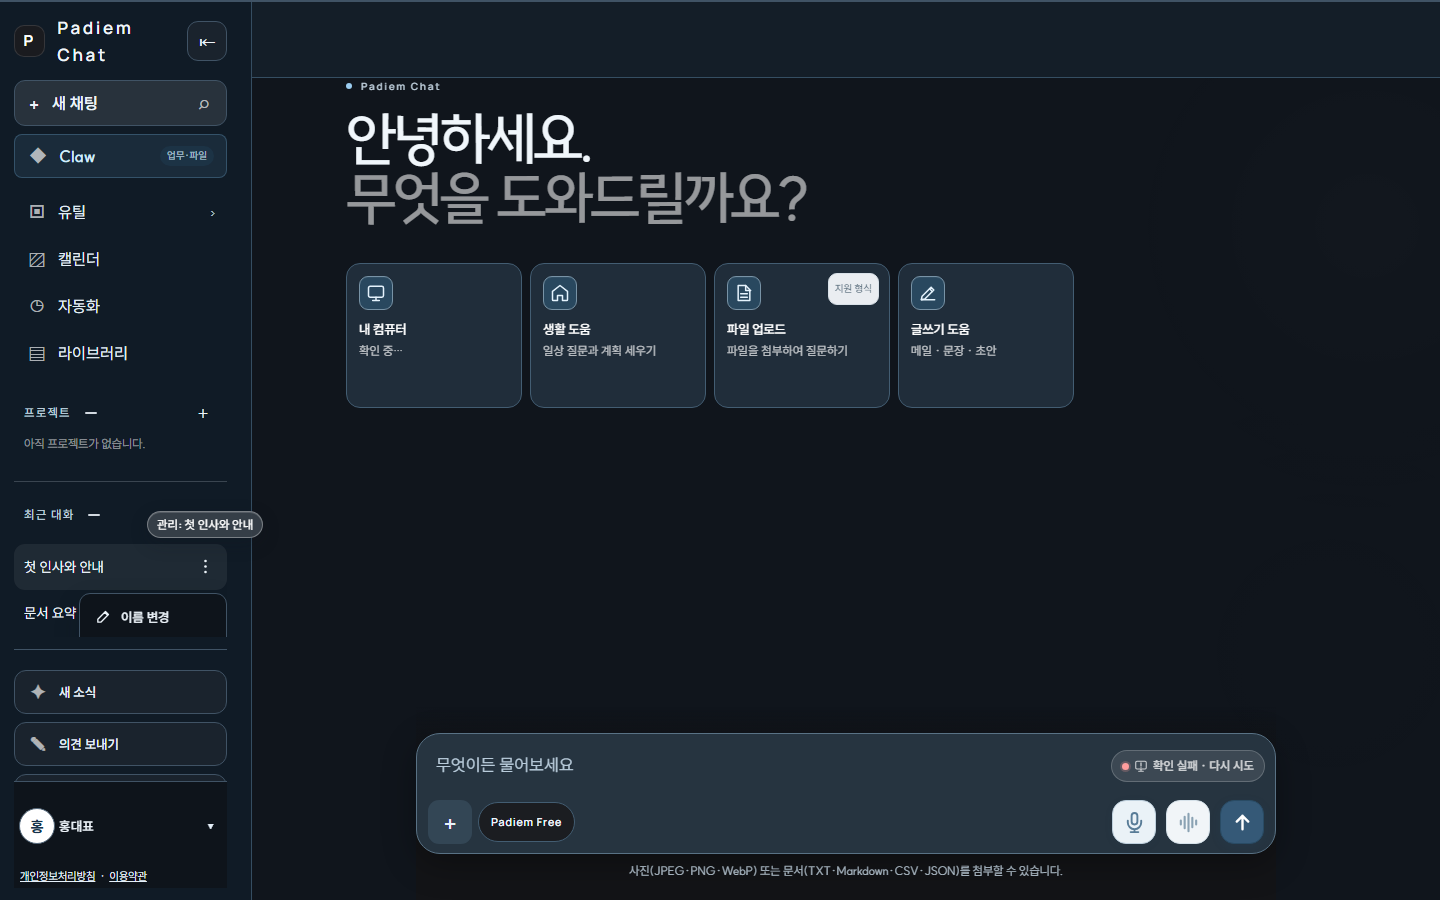 P
Padiem
Chat
새 채팅
Claw
업무·파일
유틸
캘린더
자동화
라이브러리
프로젝트
아직 프로젝트가 없습니다.
최근 대화
관리: 첫 인사와 안내
첫 인사와 안내
문서 요약
이름 변경
새 소식
의견 보내기
홍
홍대표
개인정보처리방침 · 이용약관
Padiem Chat
안녕하세요.
무엇을 도와드릴까요?
내 컴퓨터
확인 중…
생활 도움
일상 질문과 계획 세우기
지원 형식
파일 업로드
파일을 첨부하여 질문하기
글쓰기 도움
메일 · 문장 · 초안
무엇이든 물어보세요
확인 실패 · 다시 시도
Padiem Free
사진(JPEG·PNG·WebP) 또는 문서(TXT·Markdown·CSV·JSON)를 첨부할 수 있습니다.